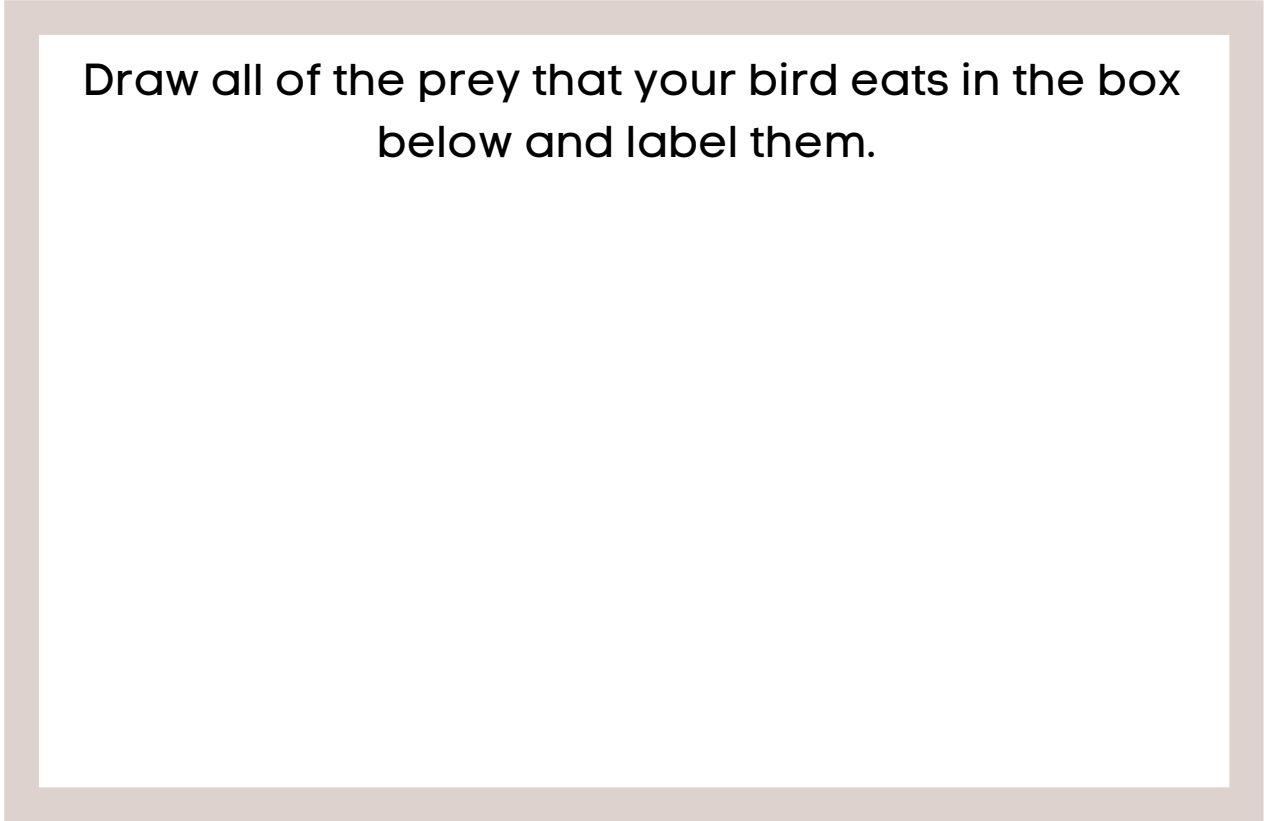 Draw all of the prey that your bird eats in the box
below and label them.